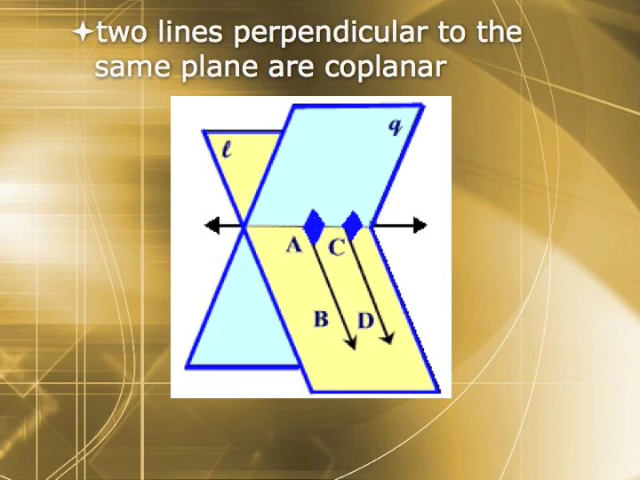 two lines perpendicular to the
same plane are coplanar
q
ℓ
A C
B D